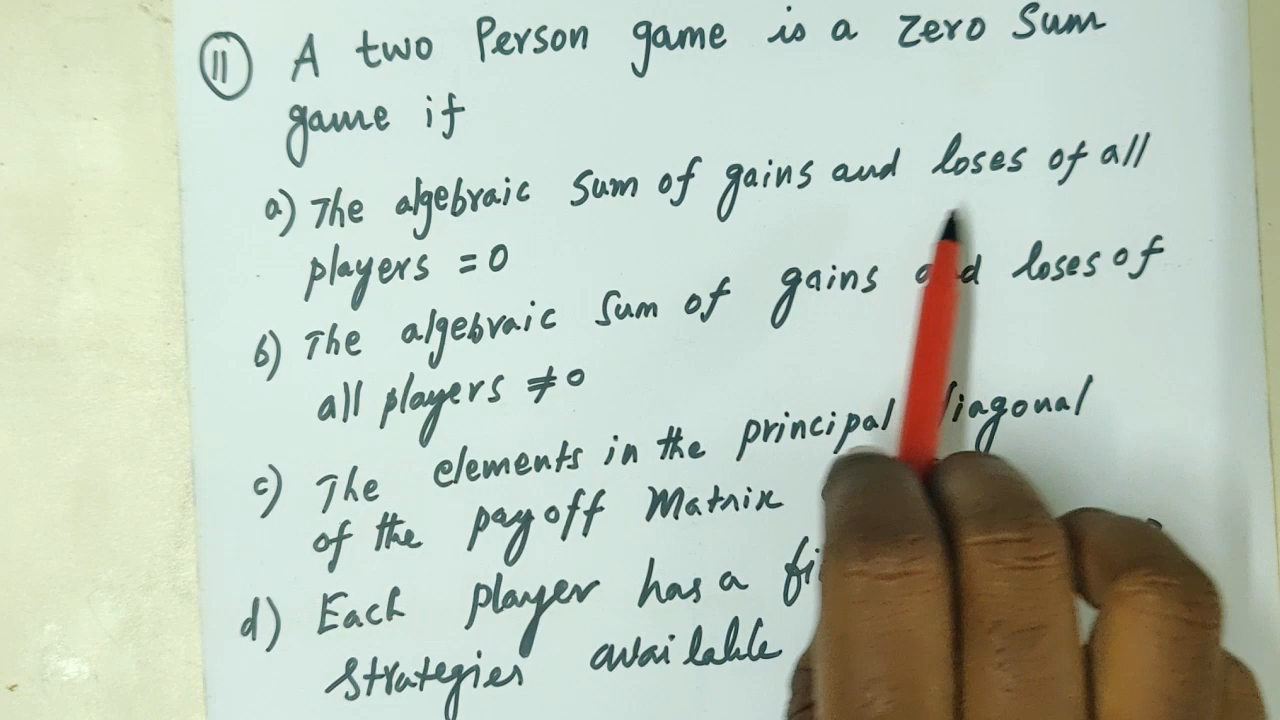 11 A two Person game is a zero Sum
game if
a) The algebraic sum of gains and loses of all
players = 0
b) The algebraic sum of gains and loses of
all players ≠ 0
c) The elements in the principal diagonal
of the payoff Matrix
d) Each player has a
strategies available